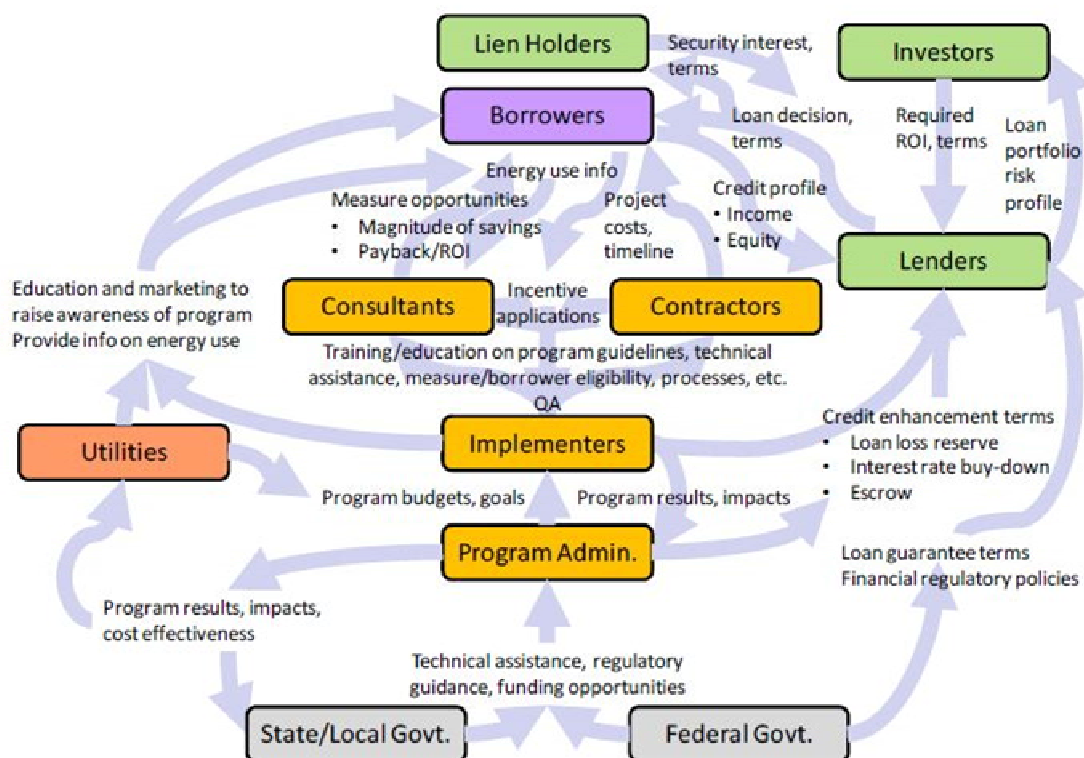 Lien Holders
Security interest,
terms
Investors
Borrowers
Loan decision,
terms
Required
ROI, terms
Loan
portfolio
risk
profile
Energy use info
Measure opportunities
• Magnitude of savings
• Payback/ROI
Project
costs,
timeline
Credit profile
• Income
• Equity
Lenders
Education and marketing to
raise awareness of program
Provide info on energy use
Consultants
Incentive
applications
Contractors
Training/education on program guidelines, technical
assistance, measure/borrower eligibility, processes, etc.
QA
Utilities
Implementers
Credit enhancement terms
• Loan loss reserve
• Interest rate buy-down
• Escrow
Program budgets, goals
Program results, impacts
Program Admin.
Loan guarantee terms
Financial regulatory policies
Program results, impacts,
cost effectiveness
Technical assistance, regulatory
guidance, funding opportunities
State/Local Govt.
Federal Govt.